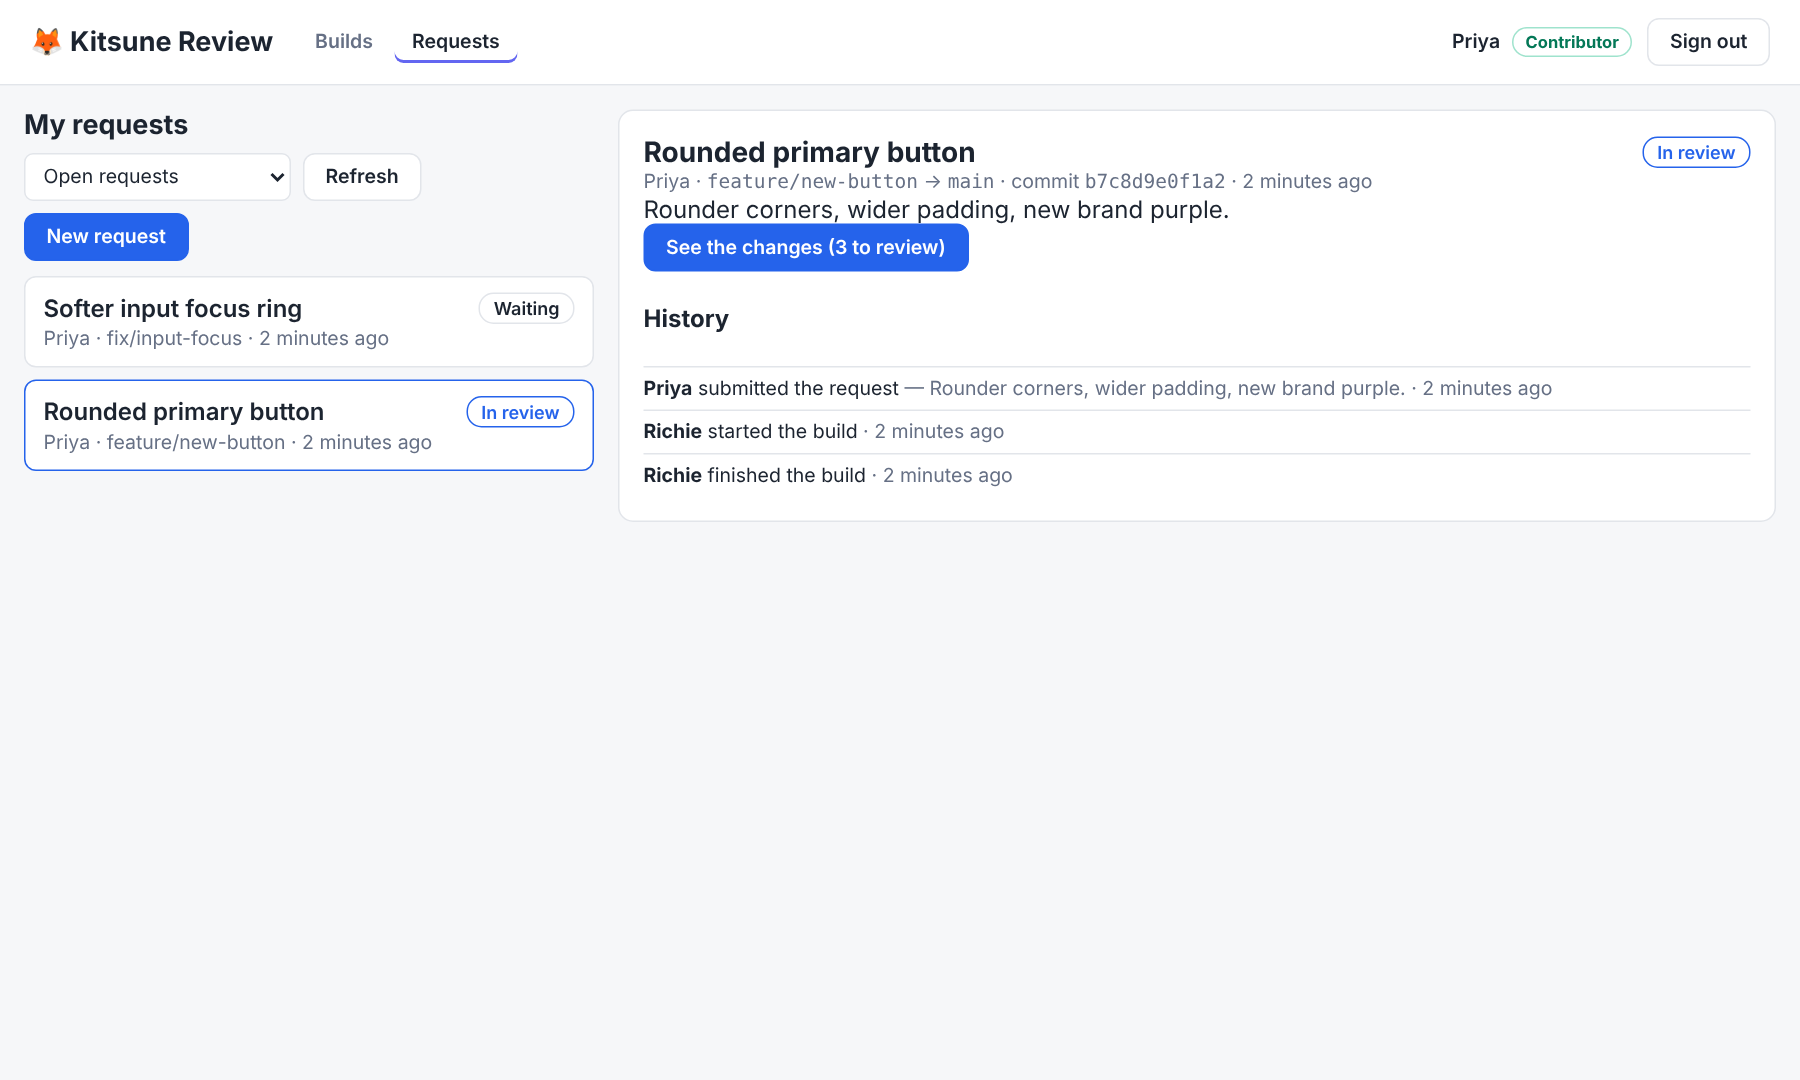 🦊 Kitsune Review
Builds
Requests
Priya
Contributor
Sign out
My requests
Open requests
Refresh
New request
Softer input focus ring
Waiting
Priya · fix/input-focus · 2 minutes ago
Rounded primary button
In review
Priya · feature/new-button · 2 minutes ago
Rounded primary button
In review
Priya · feature/new-button → main · commit b7c8d9e0f1a2 · 2 minutes ago
Rounder corners, wider padding, new brand purple.
See the changes (3 to review)
History
Priya submitted the request — Rounder corners, wider padding, new brand purple. · 2 minutes ago
Richie started the build · 2 minutes ago
Richie finished the build · 2 minutes ago